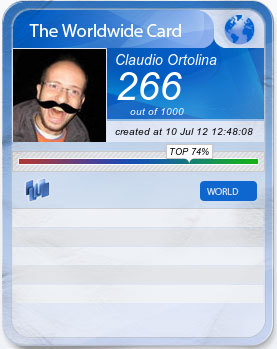 The Worldwide Card
Claudio Ortolina
266
out of 1000
created at 10 Jul 12 12:48:08
TOP 74%
WORLD